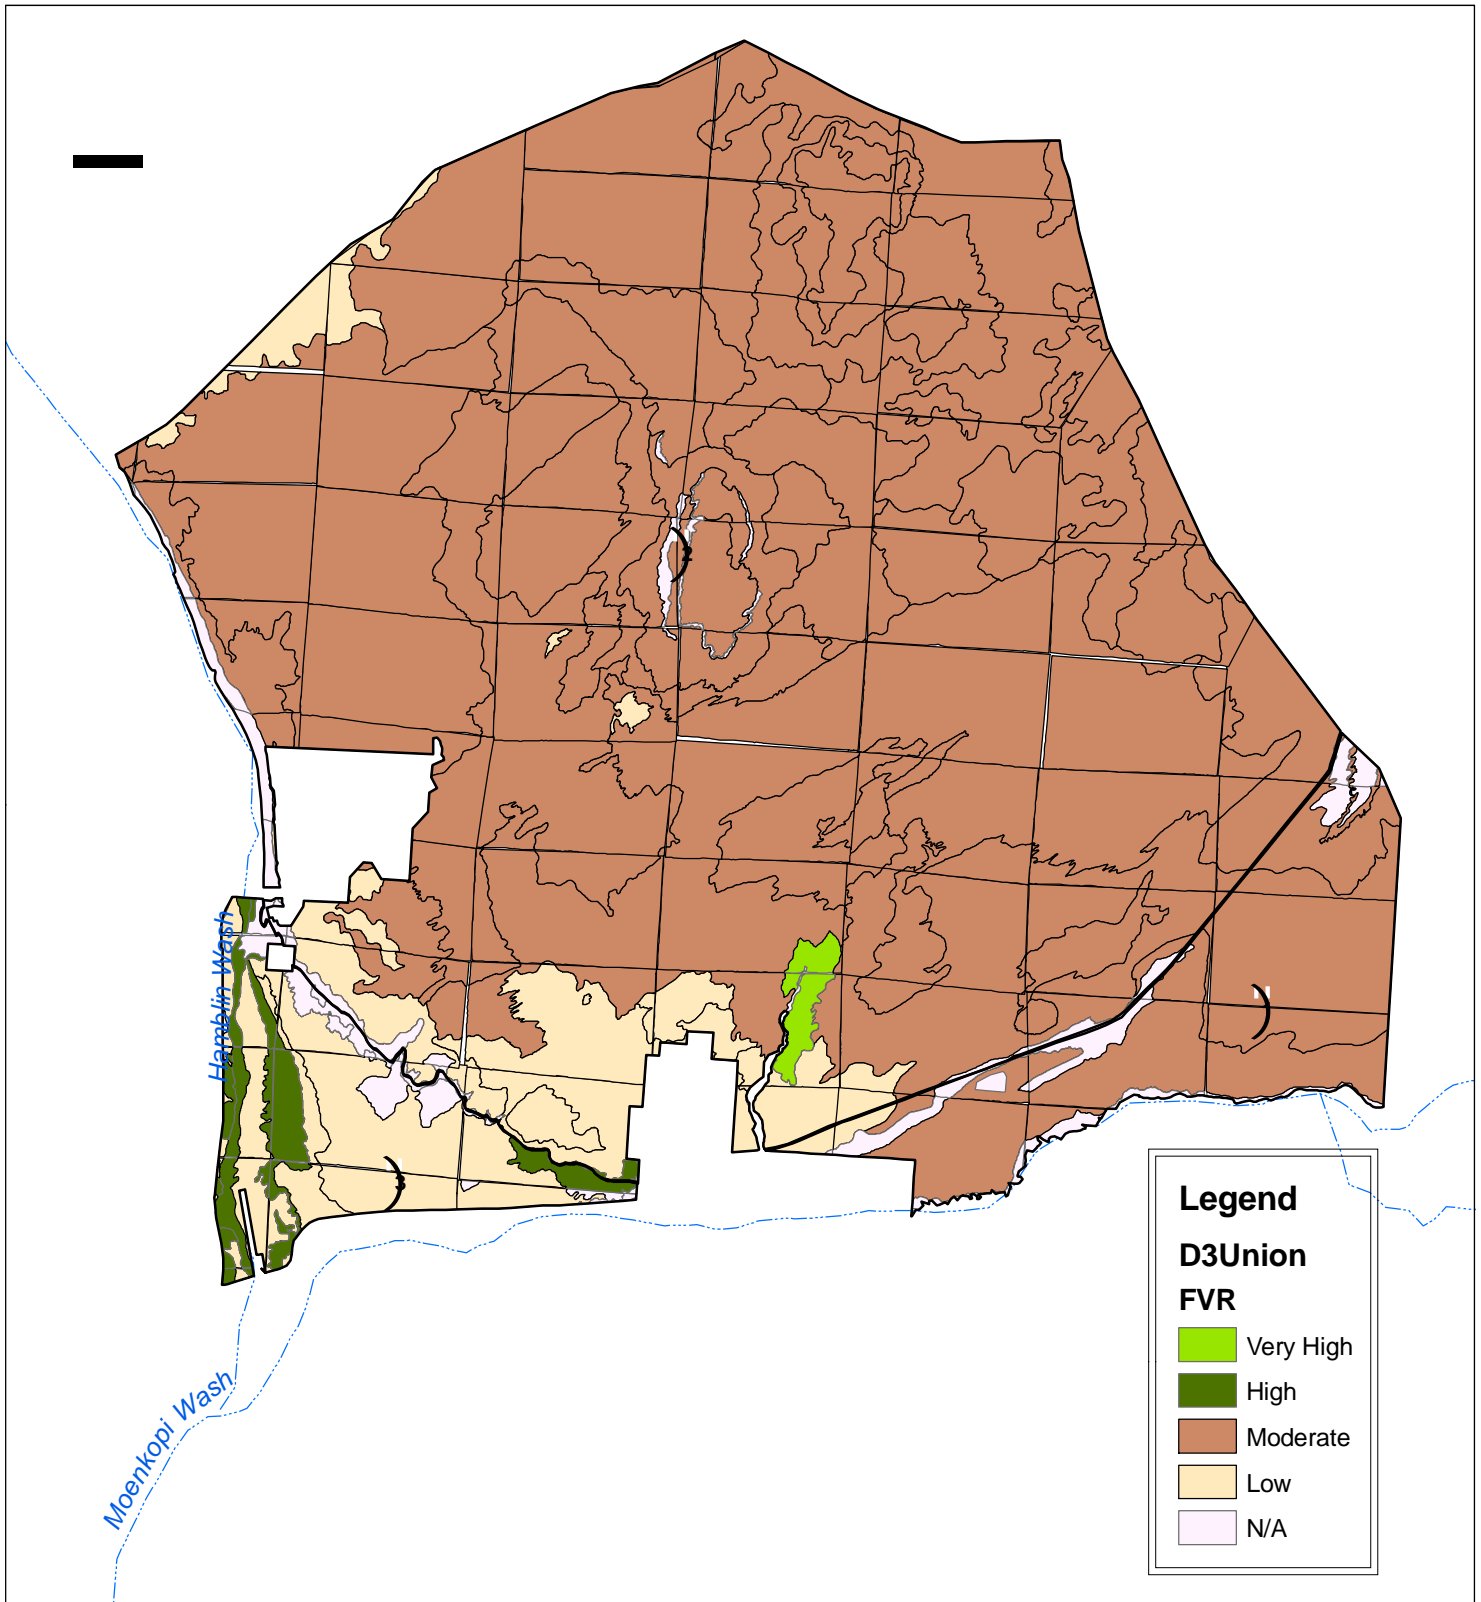 Hamblin Wash
Moenkopi Wash
Legend
D3Union
FVR
Very High
High
Moderate
Low
N/A